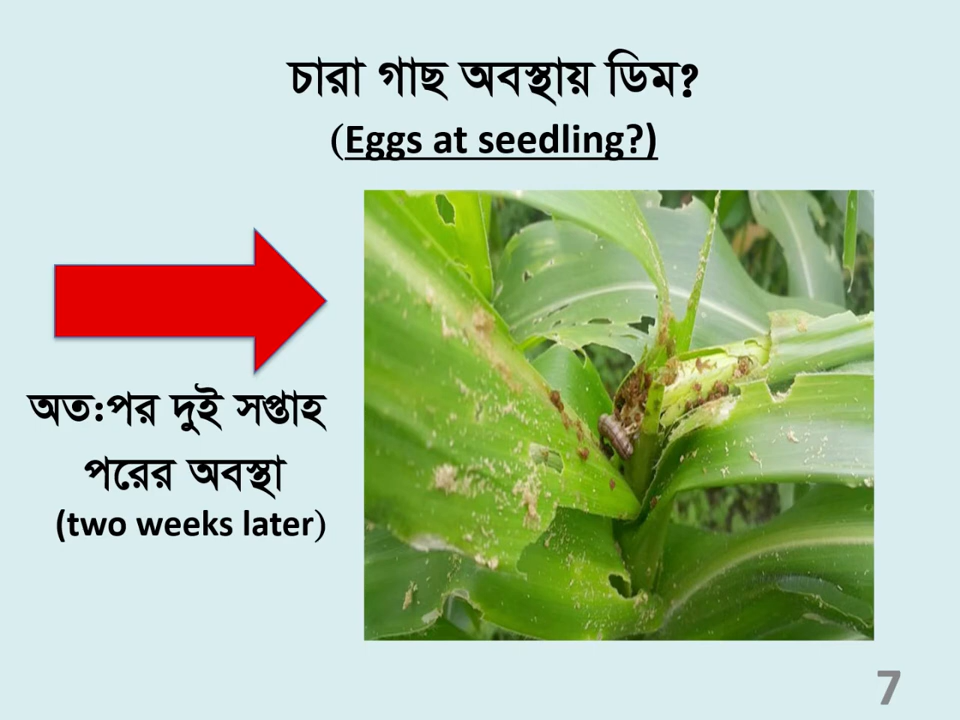 চারা গাছ অবস্থায় ডিম?
(Eggs at seedling?)
অত:পর দুই সপ্তাহ
পরের অবস্থা
(two weeks later)
7